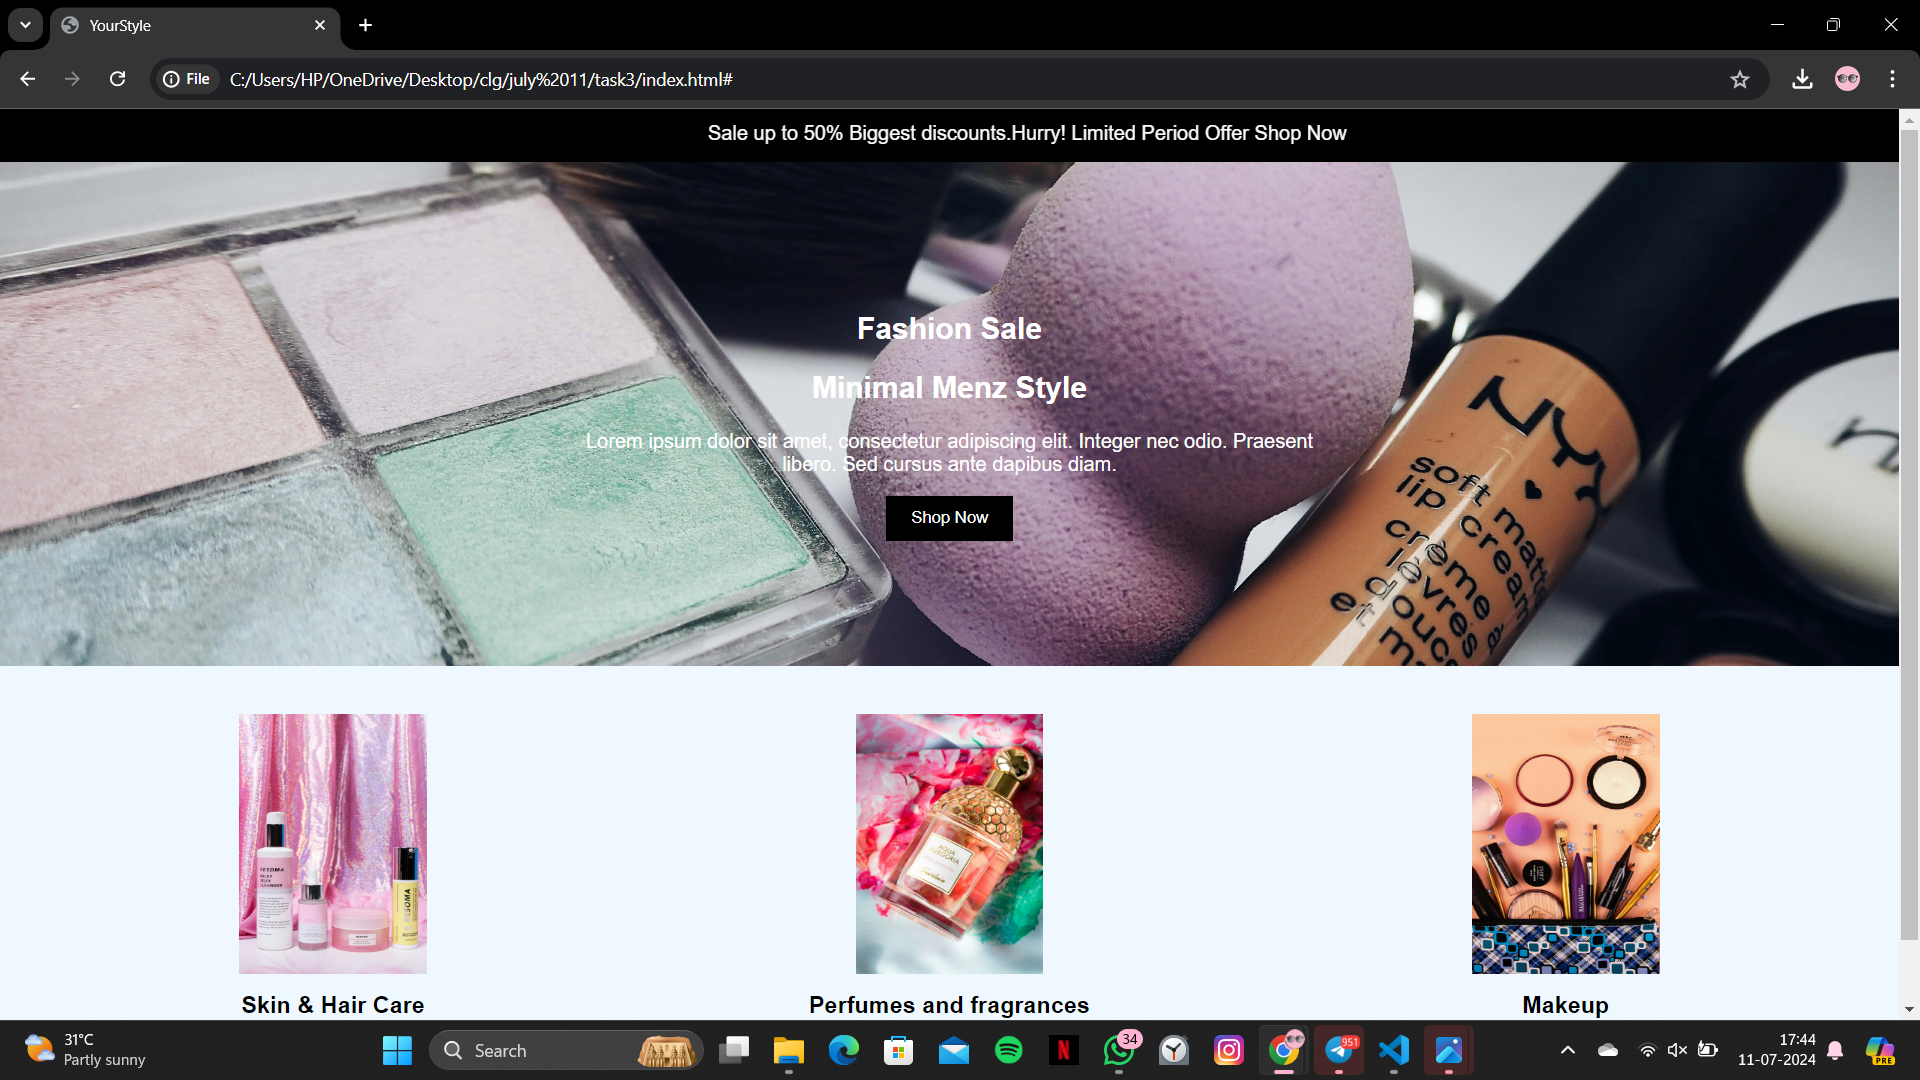 YourStyle
File
C:/Users/HP/OneDrive/Desktop/clg/july%2011/task3/index.html#
Sale up to 50% Biggest discounts.Hurry! Limited Period Offer Shop Now
Fashion Sale
Minimal Menz Style
Lorem ipsum dolor sit amet, consectetur adipiscing elit. Integer nec odio. Praesent
libero. Sed cursus ante dapibus diam.
Shop Now
NYX
soft matte
lip cream
crème à
lèvres
douce
et m
Skin & Hair Care
Perfumes and fragrances
Makeup
31°C
Partly sunny
Search
34
951
17:44
11-07-2024
PRE